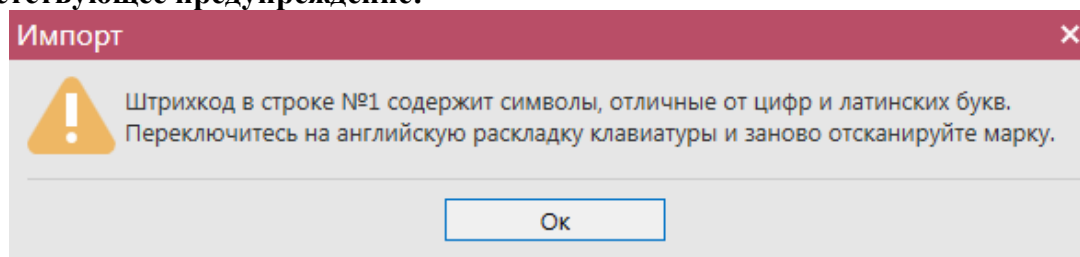 предупреждение:
Импорт
Штрихкод в строке №1 содержит символы, отличные от цифр и латинских букв.
Переключитесь на английскую раскладку клавиатуры и заново отсканируйте марку.
Ок